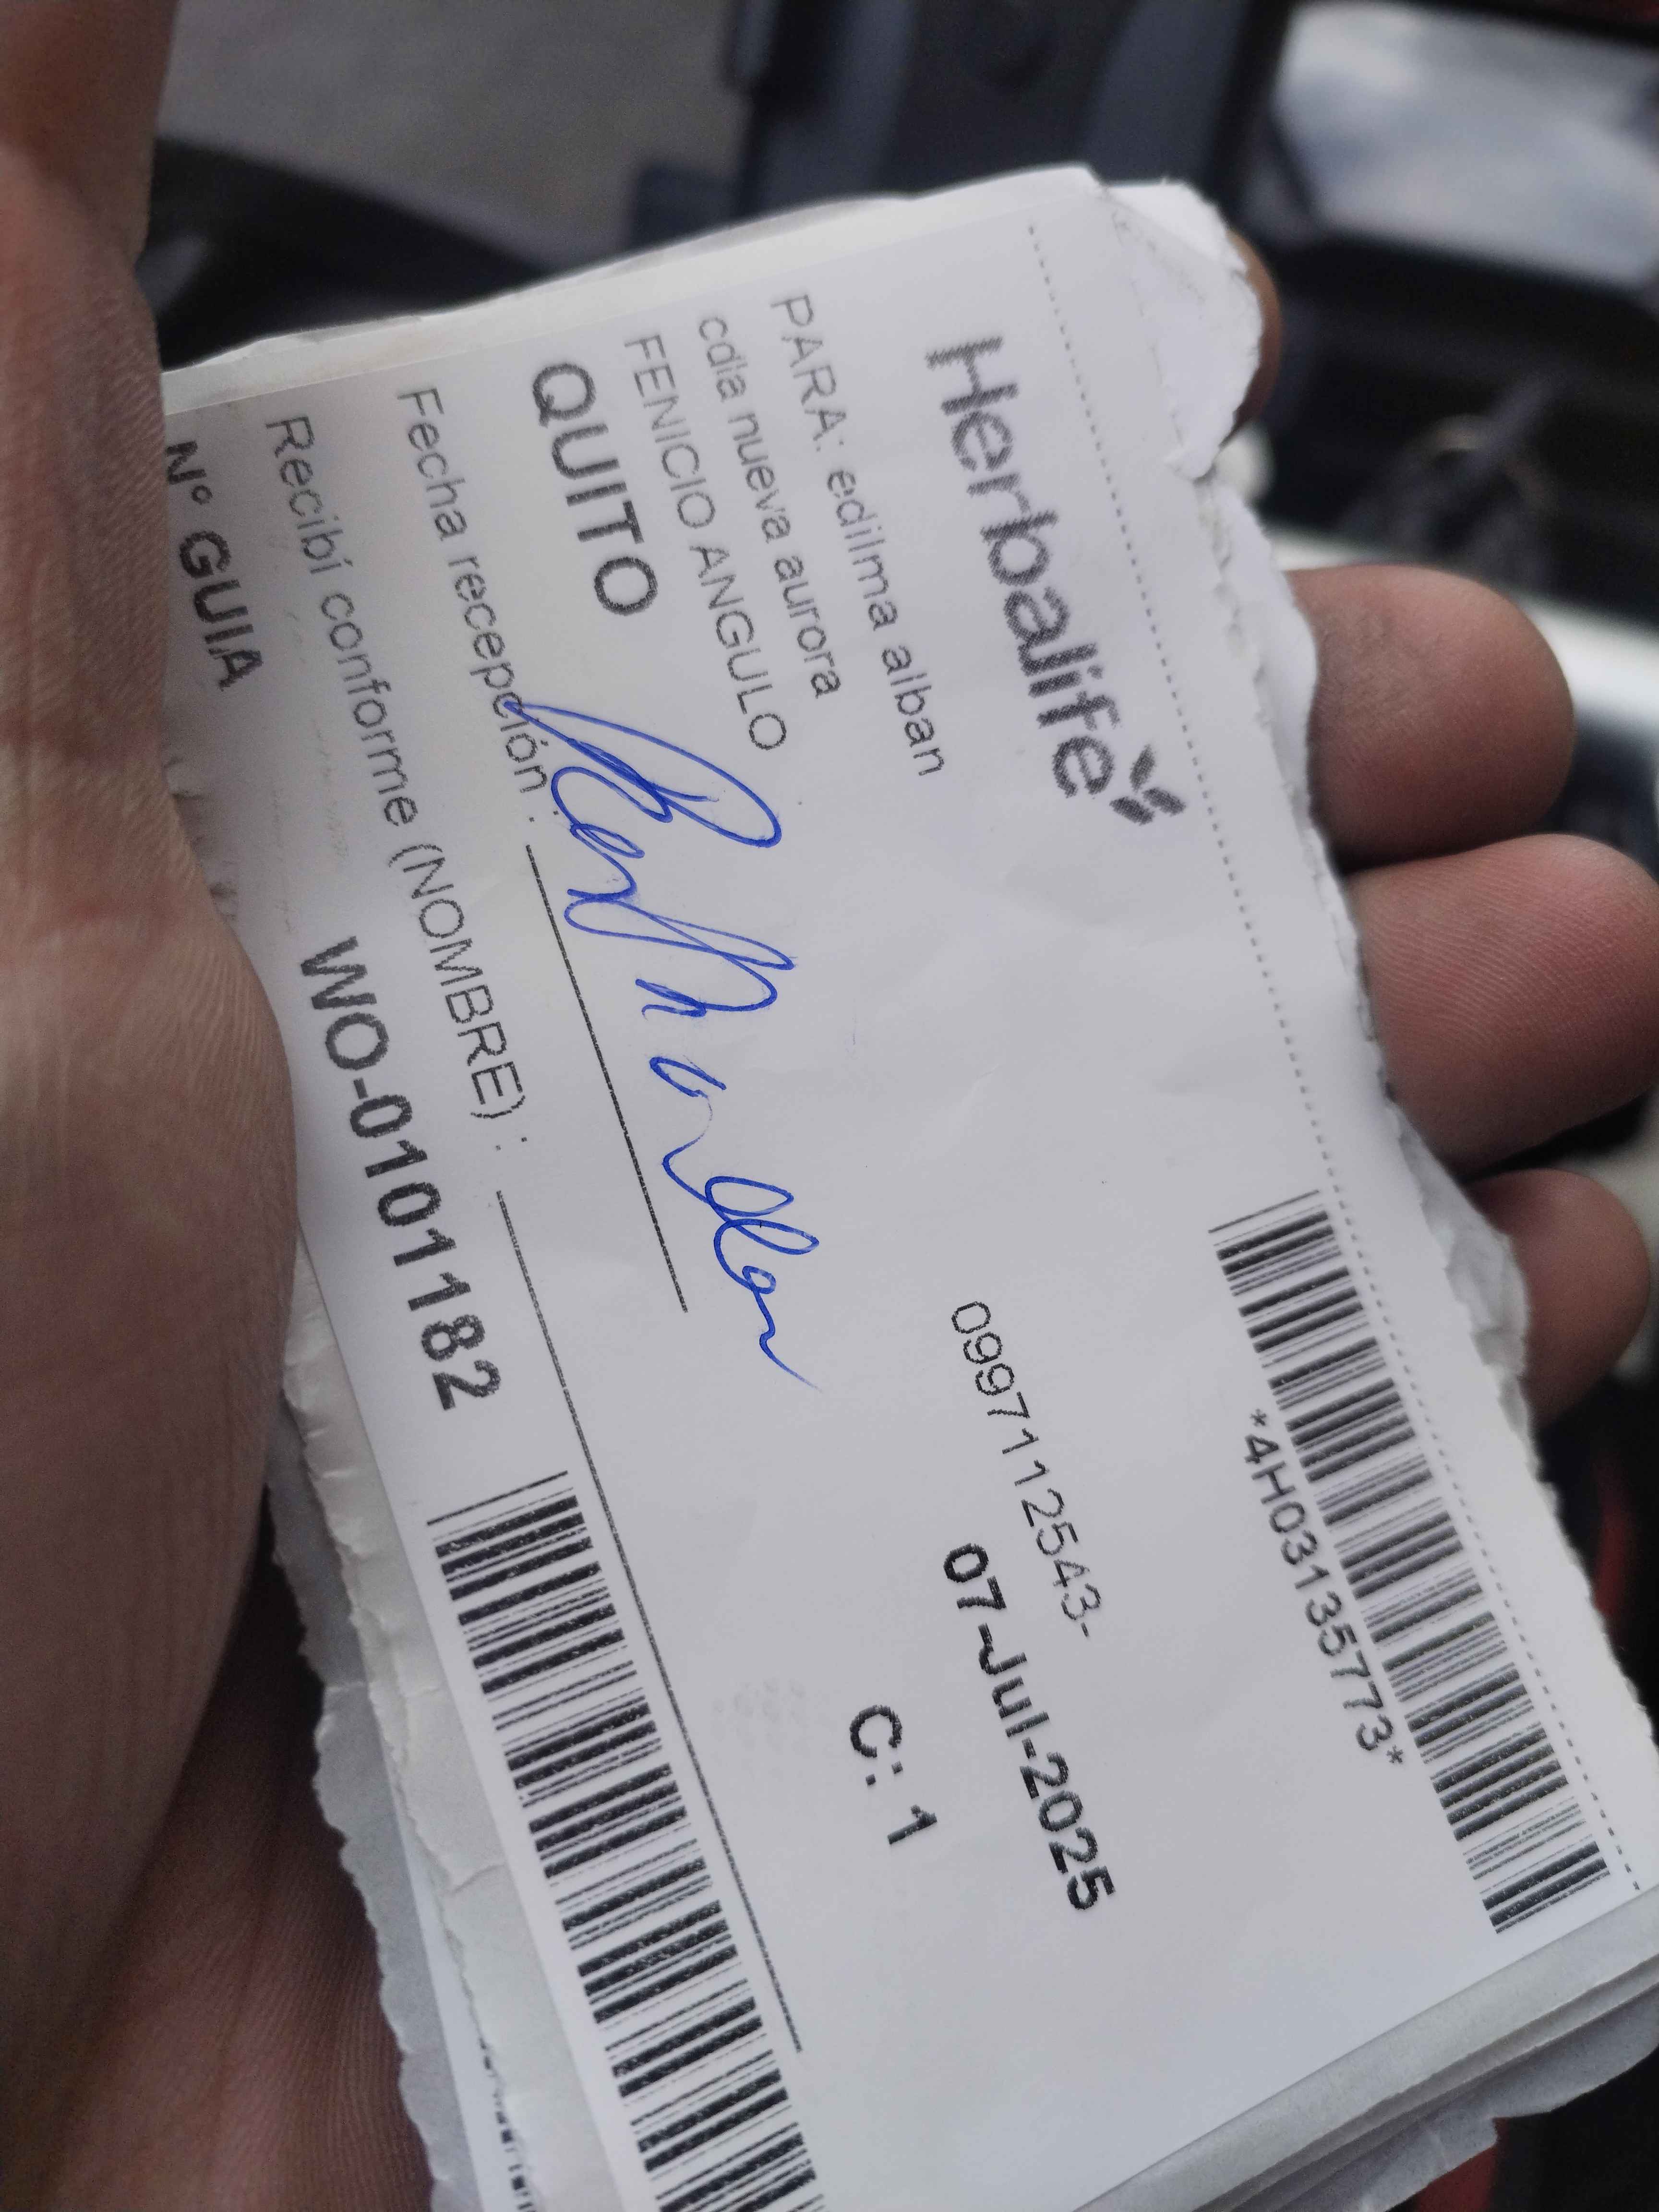 *4H03135773*
Herbalife
PARA: edilma alban
0997112543-
cdla nueva aurora
07-Jul-2025
FENICIO ANGULO
QUITO
C: 1
Fecha recepción :
Recibí conforme (NOMBRE) :
N° GUIA WO-0101182